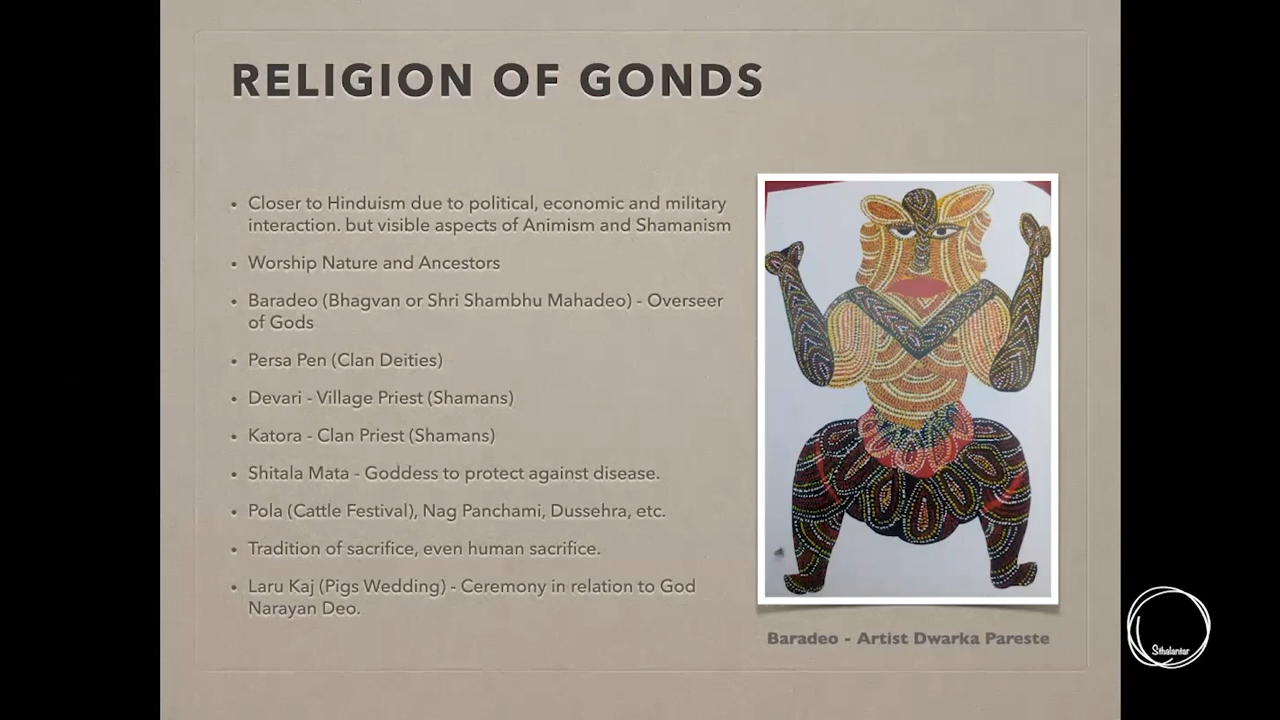 RELIGION OF GONDS
• Closer to Hinduism due to political, economic and military
interaction. but visible aspects of Animism and Shamanism
• Worship Nature and Ancestors
• Baradeo (Bhagvan or Shri Shambhu Mahadeo) - Overseer
of Gods
• Persa Pen (Clan Deities)
• Devari - Village Priest (Shamans)
• Katora - Clan Priest (Shamans)
• Shitala Mata - Goddess to protect against disease.
• Pola (Cattle Festival), Nag Panchami, Dussehra, etc.
• Tradition of sacrifice, even human sacrifice.
• Laru Kaj (Pigs Wedding) - Ceremony in relation to God
Narayan Deo.
Baradeo - Artist Dwarka Pareste
Sthalantar